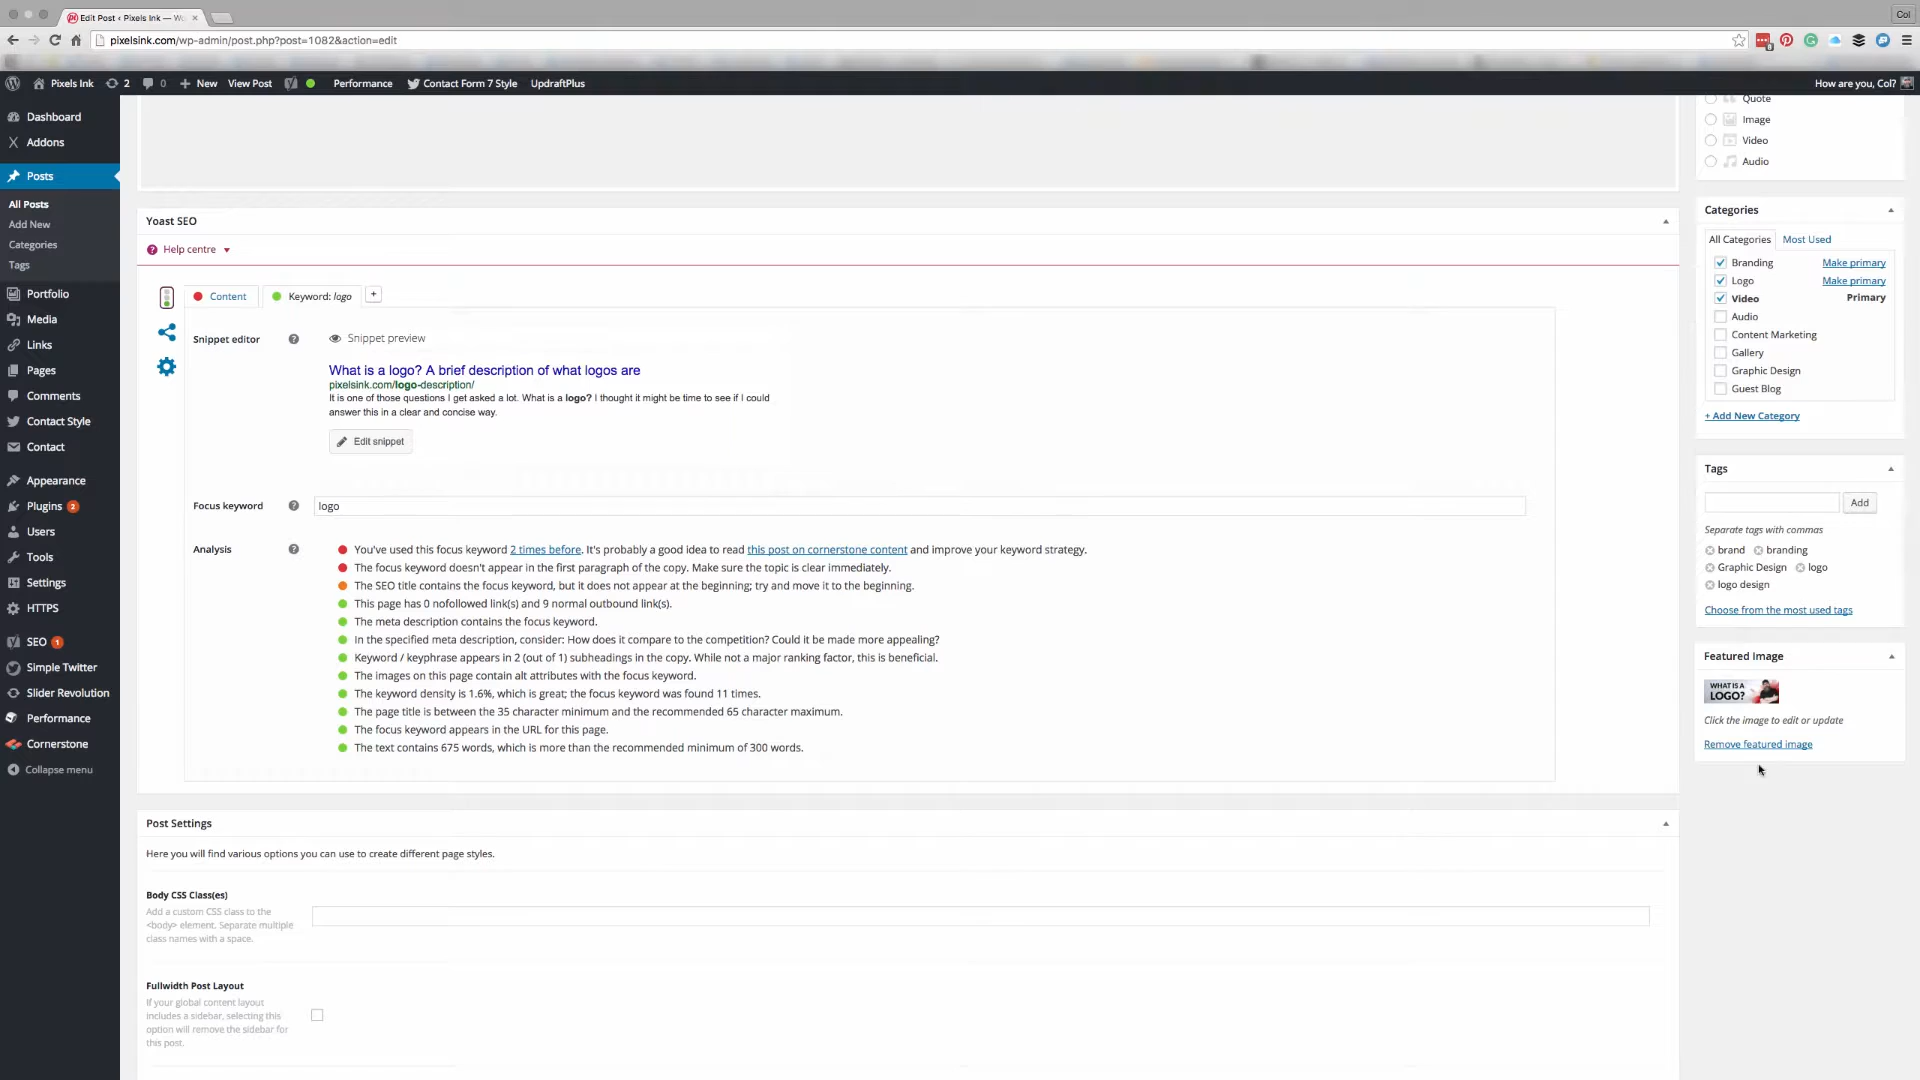 Edit Post ‹ Pixels Ink — W
Col
pixelsink.com/wp-admin/post.php?post=1082&action=edit
Pixels Ink 2 0 New View Post Performance Contact Form 7 Style UpdraftPlus
How are you, Col?
Dashboard
Addons
Posts
All Posts
Add New
Categories
Tags
Portfolio
Media
Links
Pages
Comments
Contact Style
Contact
Appearance
Plugins 2
Users
Tools
Settings
HTTPS
SEO 1
Simple Twitter
Slider Revolution
Performance
Cornerstone
Collapse menu
Yoast SEO
Help centre
Content
Keyword: logo
+
Snippet editor
Snippet preview
What is a logo? A brief description of what logos are
pixelsink.com/logo-description/
It is one of those questions I get asked a lot. What is a logo? I thought it might be time to see if I could
answer this in a clear and concise way.
Edit snippet
Focus keyword
logo
Analysis
You've used this focus keyword 2 times before. It's probably a good idea to read this post on cornerstone content and improve your keyword strategy.
The focus keyword doesn't appear in the first paragraph of the copy. Make sure the topic is clear immediately.
The SEO title contains the focus keyword, but it does not appear at the beginning; try and move it to the beginning.
This page has 0 nofollowed link(s) and 9 normal outbound link(s).
The meta description contains the focus keyword.
In the specified meta description, consider: How does it compare to the competition? Could it be made more appealing?
Keyword / keyphrase appears in 2 (out of 1) subheadings in the copy. While not a major ranking factor, this is beneficial.
The images on this page contain alt attributes with the focus keyword.
The keyword density is 1.6%, which is great; the focus keyword was found 11 times.
The page title is between the 35 character minimum and the recommended 65 character maximum.
The focus keyword appears in the URL for this page.
The text contains 675 words, which is more than the recommended minimum of 300 words.
Post Settings
Here you will find various options you can use to create different page styles.
Body CSS Class(es)
Add a custom CSS class to the
<body> element. Separate multiple
class names with a space.
Fullwidth Post Layout
If your global content layout
includes a sidebar, selecting this
option will remove the sidebar for
this post.
Quote
Image
Video
Audio
Categories
All Categories
Most Used
Branding Make primary
Logo Make primary
Video Primary
Audio
Content Marketing
Gallery
Graphic Design
Guest Blog
+ Add New Category
Tags
Add
Separate tags with commas
brand branding
Graphic Design logo
logo design
Choose from the most used tags
Featured Image
WHAT IS A
LOGO?
Click the image to edit or update
Remove featured image